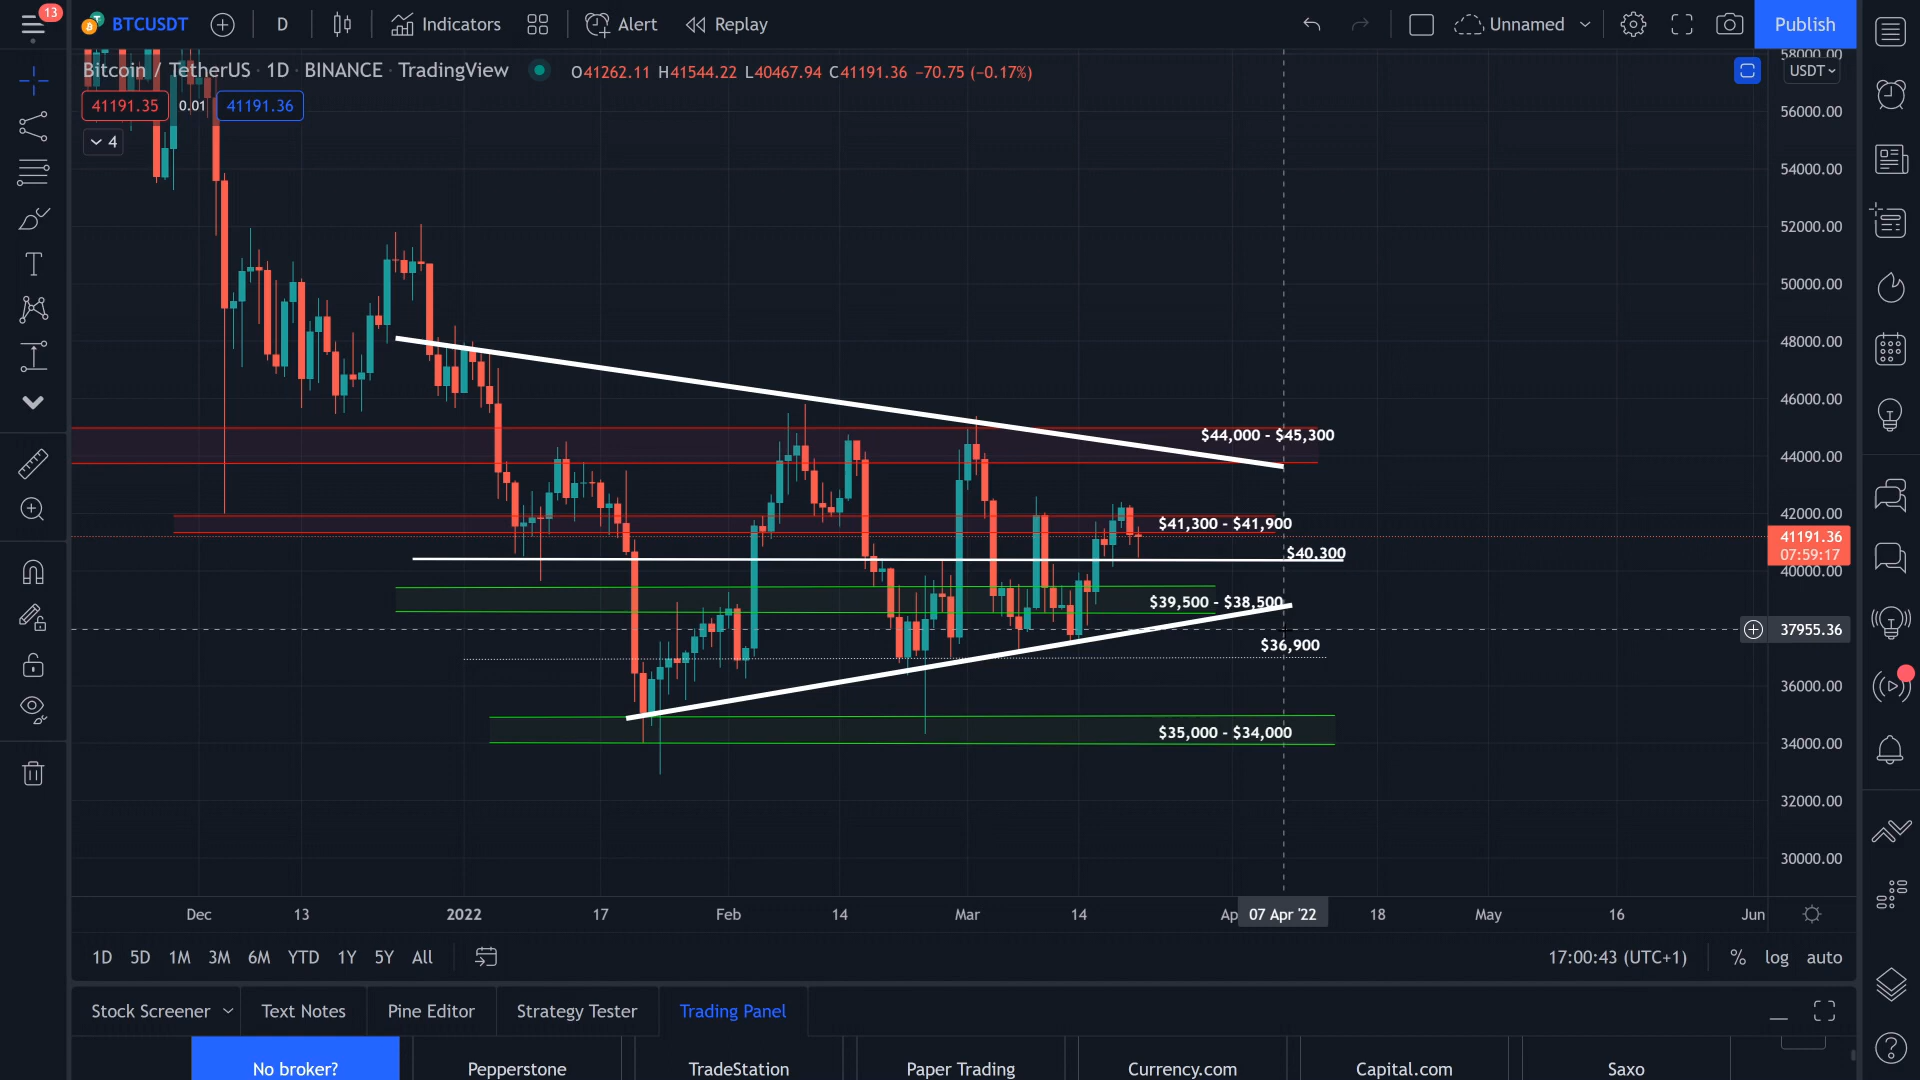 13
BTCUSDT
D
Indicators
Alert
Replay
Unnamed
Publish
Bitcoin / TetherUS · 1D · BINANCE · TradingView
O41262.11 H41544.22 L40467.94 C41191.36 −70.75 (−0.17%)
41191.35
0.01
41191.36
4
58000.00
USDT
56000.00
54000.00
52000.00
50000.00
48000.00
46000.00
44000.00
42000.00
41191.36
07:59:17
40000.00
37955.36
36000.00
34000.00
32000.00
30000.00
$44,000 - $45,300
$41,300 - $41,900
$40,300
$39,500 - $38,500
$36,900
$35,000 - $34,000
Dec 13 2022 17 Feb 14 Mar 14 Ap 07 Apr '22 18 May 16 Jun
1D 5D 1M 3M 6M YTD 1Y 5Y All
17:00:43 (UTC+1)
% log auto
Stock Screener
Text Notes
Pine Editor
Strategy Tester
Trading Panel
No broker?
Pepperstone
TradeStation
Paper Trading
Currency.com
Capital.com
Saxo